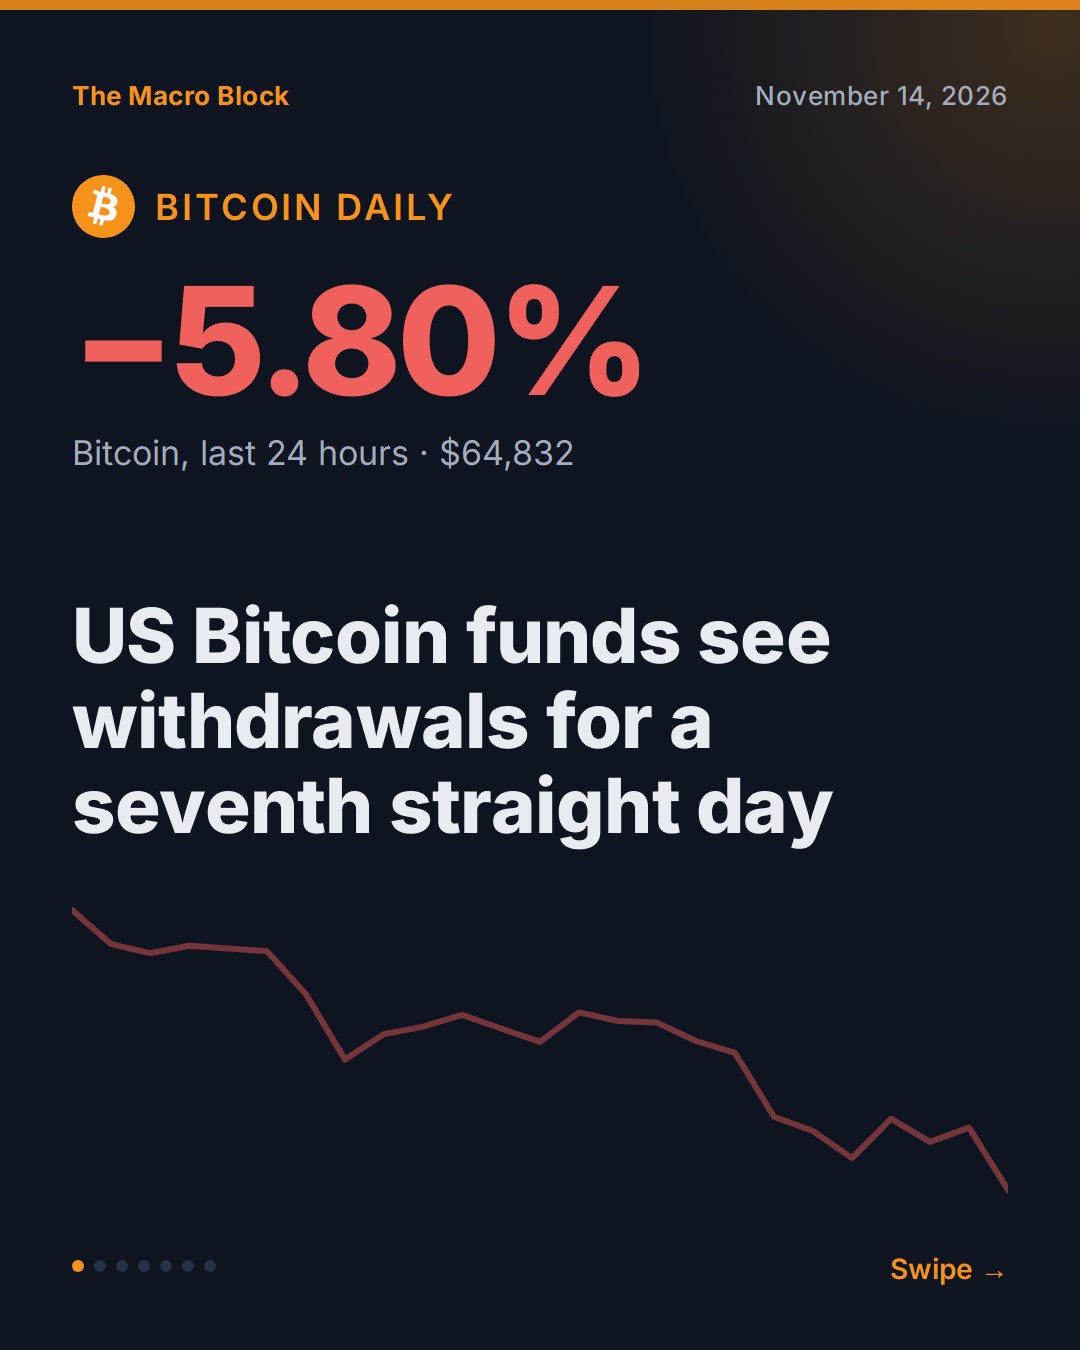 The Macro Block
November 14, 2026
BITCOIN DAILY
−5.80%
Bitcoin, last 24 hours · $64,832
US Bitcoin funds see
withdrawals for a
seventh straight day
Swipe →